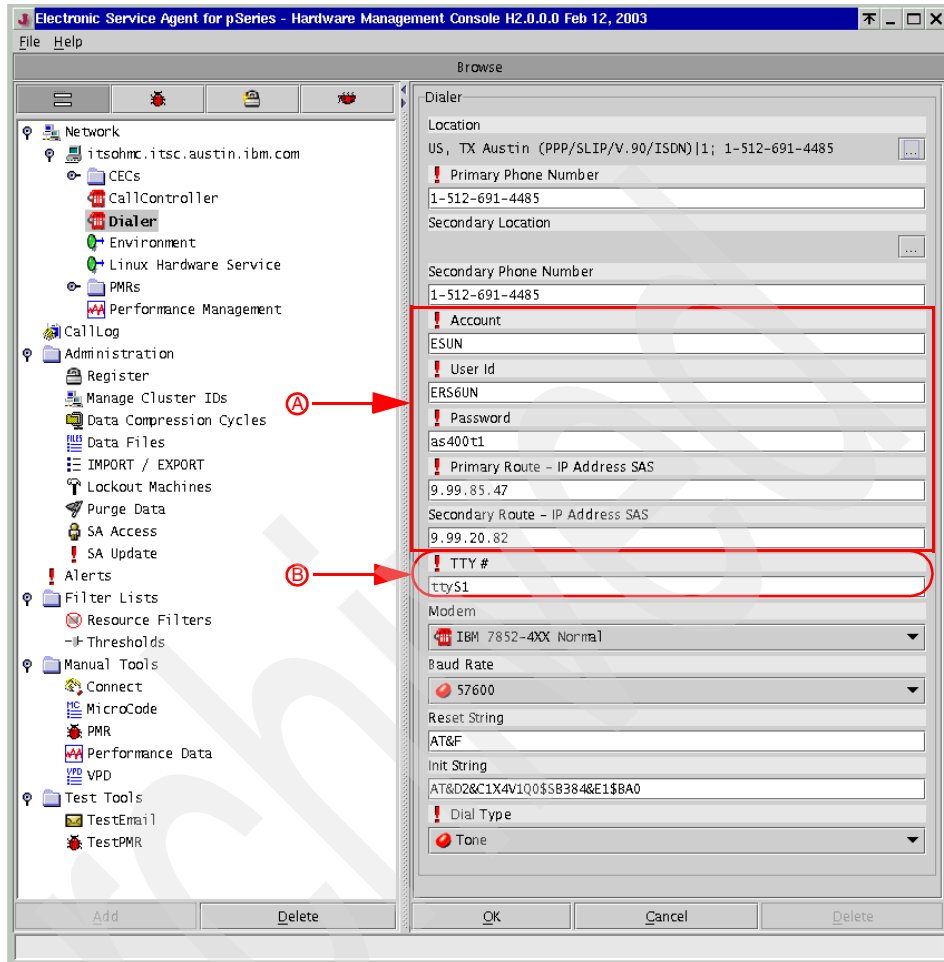 Electronic Service Agent for pSeries - Hardware Management Console H2.0.0.0 Feb 12, 2003
File Help
Browse
Network
itsohmc.itsc.austin.ibm.com
CECs
CallController
Dialer
Environment
Linux Hardware Service
PMRs
Performance Management
CallLog
Administration
Register
Manage Cluster IDs
Data Compression Cycles
Data Files
IMPORT / EXPORT
Lockout Machines
Purge Data
SA Access
SA Update
Alerts
Filter Lists
Resource Filters
Thresholds
Manual Tools
Connect
MicroCode
PMR
Performance Data
VPD
Test Tools
TestEmail
TestPMR
Add
Delete
A
B
Dialer
Location
US, TX Austin (PPP/SLIP/V.90/ISDN)|1; 1-512-691-4485
...
! Primary Phone Number
1-512-691-4485
Secondary Location
...
Secondary Phone Number
1-512-691-4485
! Account
ESUN
! User Id
ERS6UN
! Password
as400t1
! Primary Route - IP Address SAS
9.99.85.47
Secondary Route - IP Address SAS
9.99.20.82
! TTY #
ttyS1
Modem
IBM 7852-4XX Normal
Baud Rate
57600
Reset String
AT&F
Init String
AT&D2&C1X4V1Q0$SB384&E1$BA0
! Dial Type
Tone
OK
Cancel
Delete
archived